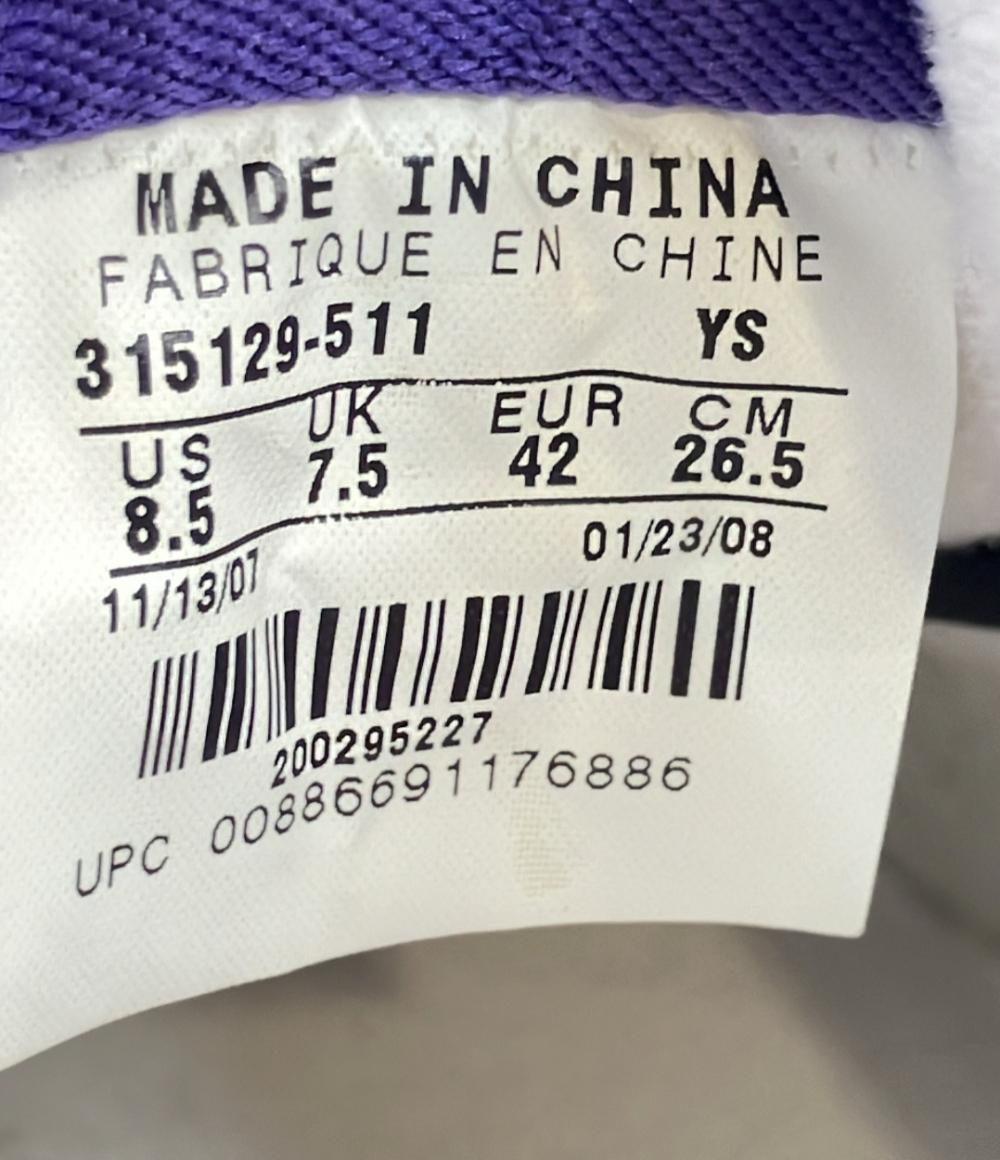 MADE IN CHINA
FABRIQUE EN CHINE
315129-511 YS
US UK EUR CM
8.5 7.5 42 26.5
11/13/07 01/23/08
200295227
UPC 00886691176886